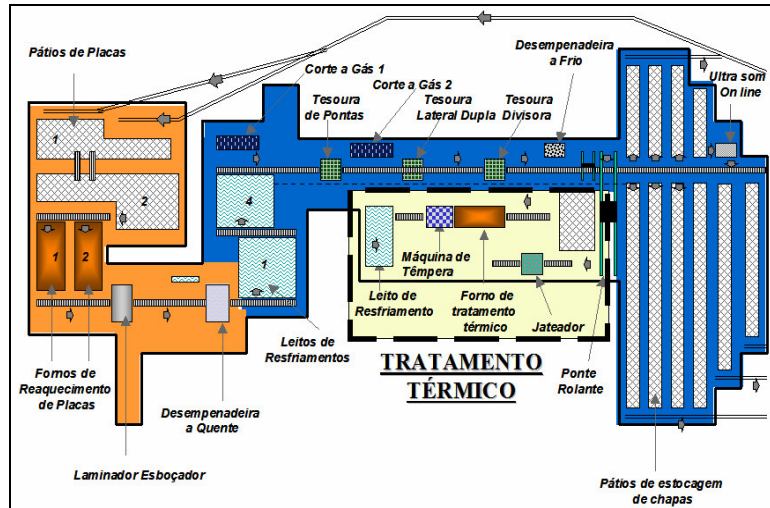 Pátios de Placas
Corte a Gás 1
Tesoura
de Pontas
Corte a Gás 2
Tesoura
Lateral Dupla
Tesoura
Divisora
Desempenadeira
a Frio
Ultra som
On line
1
2
4
1
1
2
Máquina de
Têmpera
Leito de
Resfriamento
Forno de
tratamento
térmico
Jateador
Leitos de
Resfriamentos
TRATAMENTO
TÉRMICO
Ponte
Rolante
Fornos de
Reaquecimento
de Placas
Desempenadeira
a Quente
Laminador Esboçador
Pátios de estocagem
de chapas